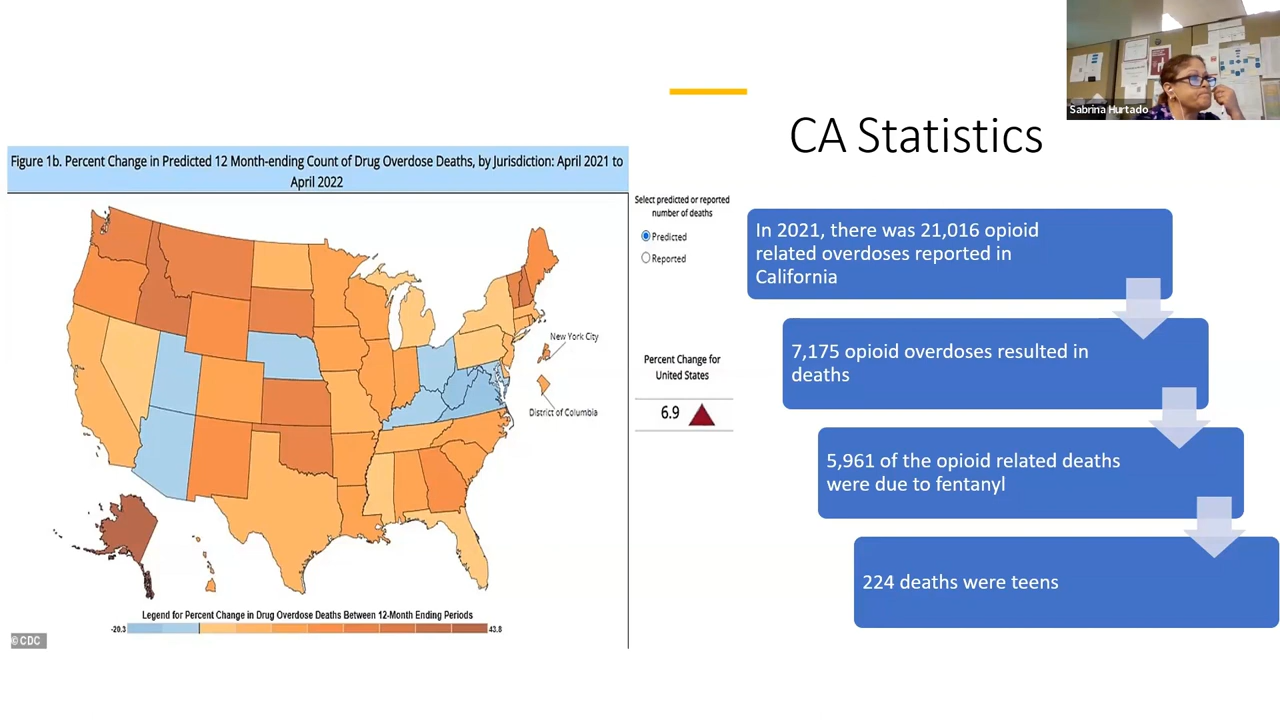 Sabrina Hurtado
CA Statistics
Figure 1b. Percent Change in Predicted 12 Month-ending Count of Drug Overdose Deaths, by Jurisdiction: April 2021 to
April 2022
Select predicted or reported
number of deaths
Predicted
Reported
New York City
District of Columbia
Percent Change for
United States
6.9
Legend for Percent Change in Drug Overdose Deaths Between 12-Month Ending Periods
-20.3
43.8
© CDC
In 2021, there was 21,016 opioid
related overdoses reported in
California
7,175 opioid overdoses resulted in
deaths
5,961 of the opioid related deaths
were due to fentanyl
224 deaths were teens